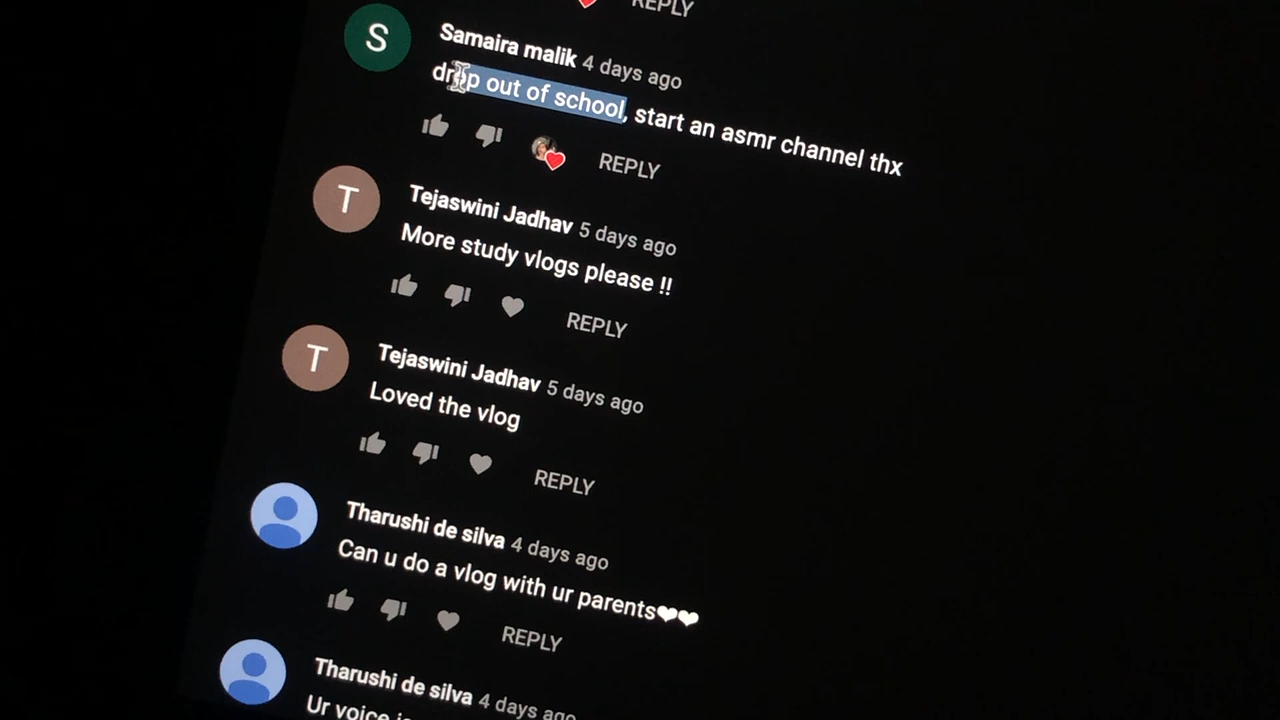 REPLY
S
Samaira malik 4 days ago
drop out of school, start an asmr channel thx
REPLY
T
Tejaswini Jadhav 5 days ago
More study vlogs please !!
REPLY
T
Tejaswini Jadhav 5 days ago
Loved the vlog
REPLY
Tharushi de silva 4 days ago
Can u do a vlog with ur parents❤❤
REPLY
Tharushi de silva 4 days ago
Ur voice